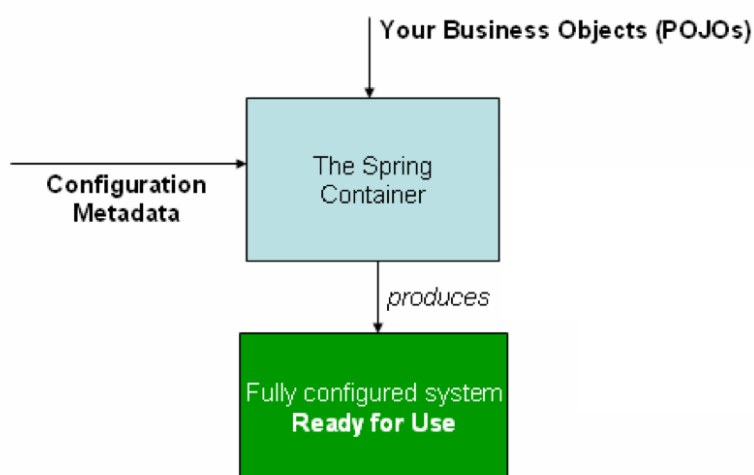 Your Business Objects (POJOs)
The Spring
Container
Configuration
Metadata
produces
Fully configured system
Ready for Use